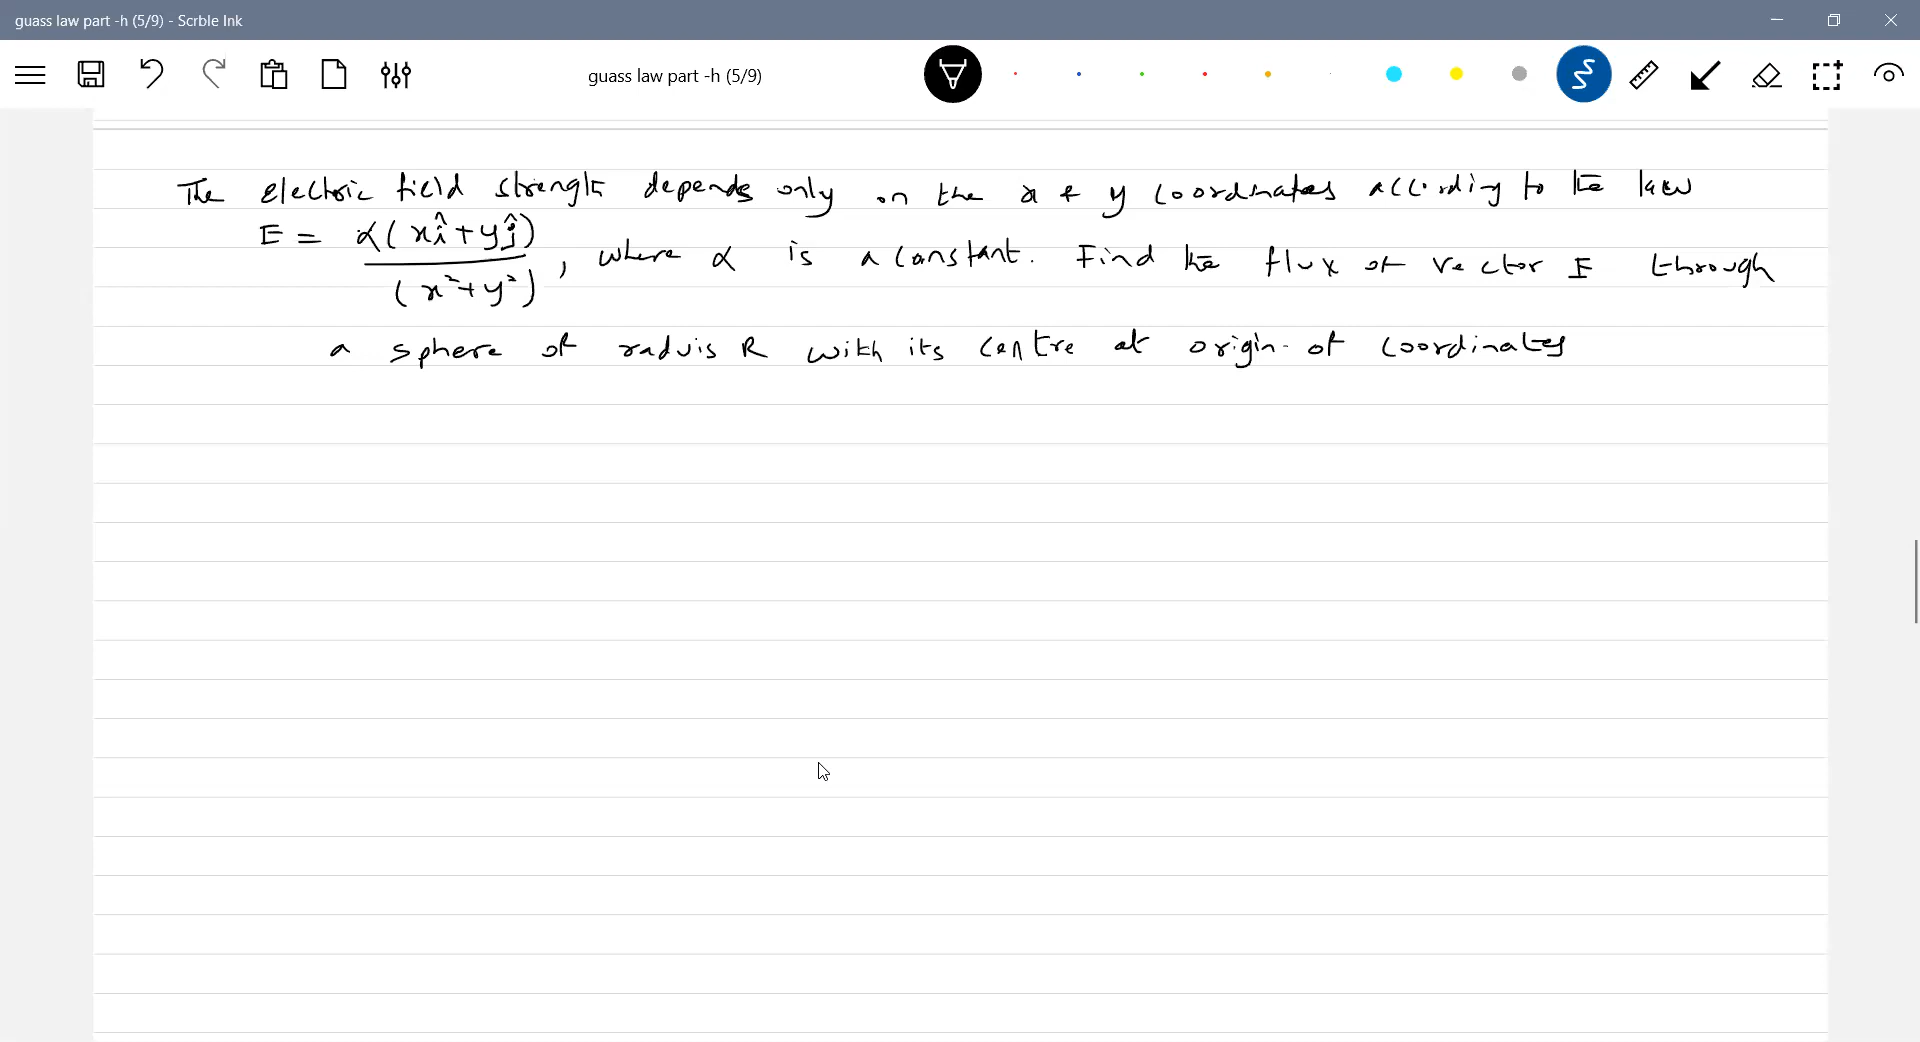 guass law part -h (5/9) - Scrble Ink
guass law part -h (5/9)
The electric field strength depends only on the x & y coordinates according to the law
E = α(xî + yĵ) / (x² + y²), where α is a constant. Find the flux of vector E through
a sphere of raduis R with its centre at origin of coordinates